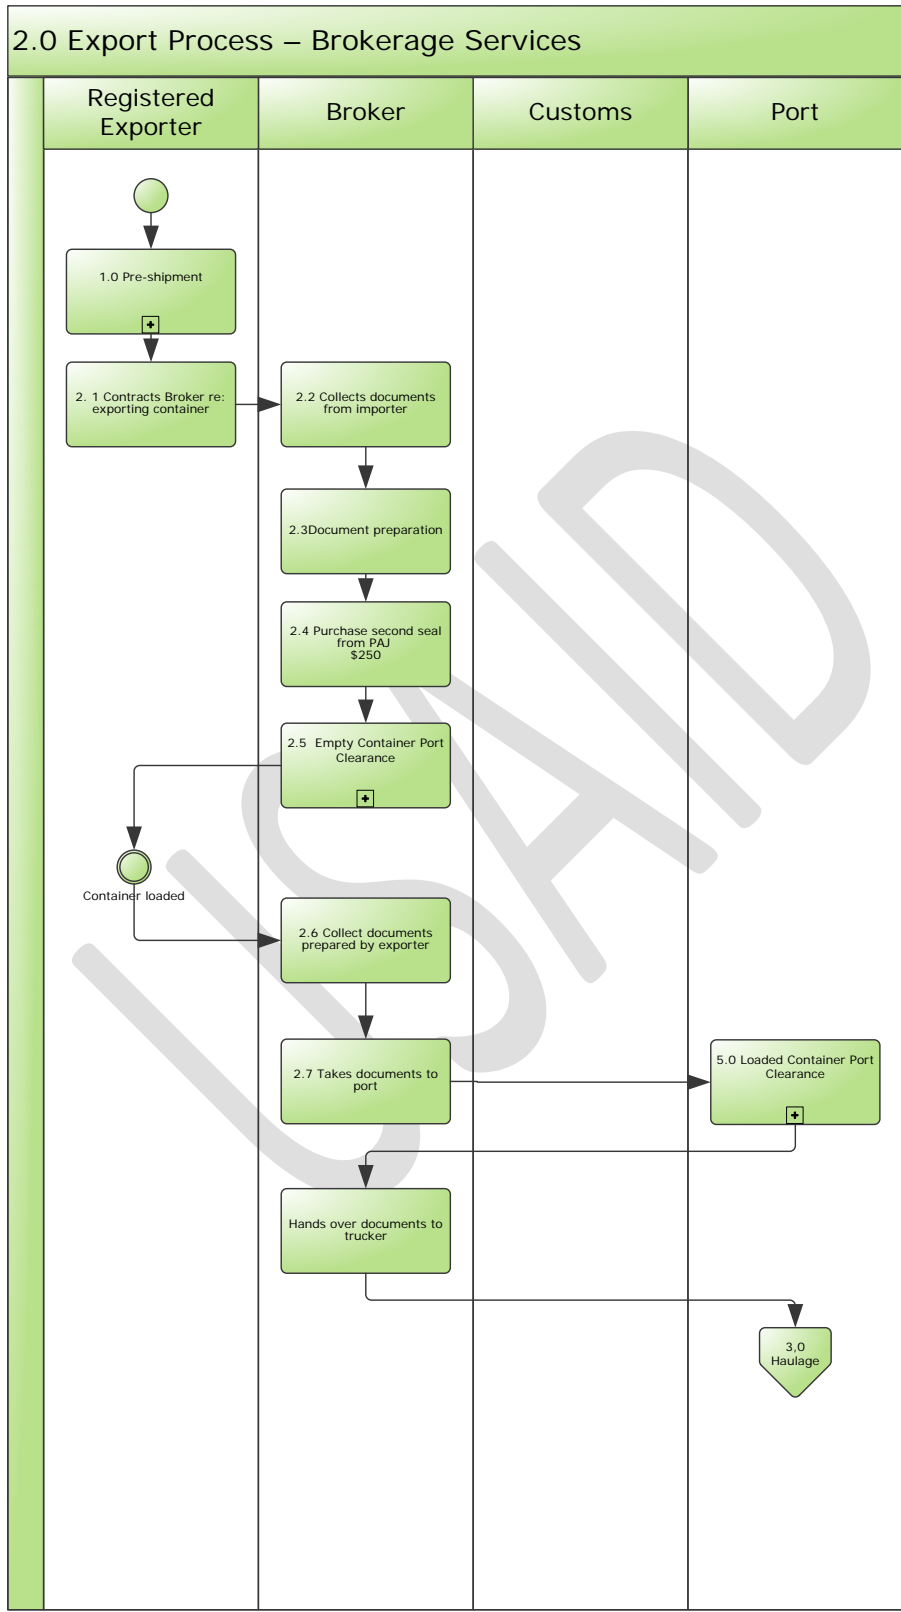 2.0 Export Process – Brokerage Services
Registered
Exporter
Broker
Customs
Port
1.0 Pre-shipment
2. 1 Contracts Broker re:
exporting container
2.2 Collects documents
from importer
2.3Document preparation
2.4 Purchase second seal
from PAJ
$250
2.5 Empty Container Port
Clearance
Container loaded
2.6 Collect documents
prepared by exporter
2.7 Takes documents to
port
5.0 Loaded Container Port
Clearance
Hands over documents to
trucker
3,0
Haulage
USAID